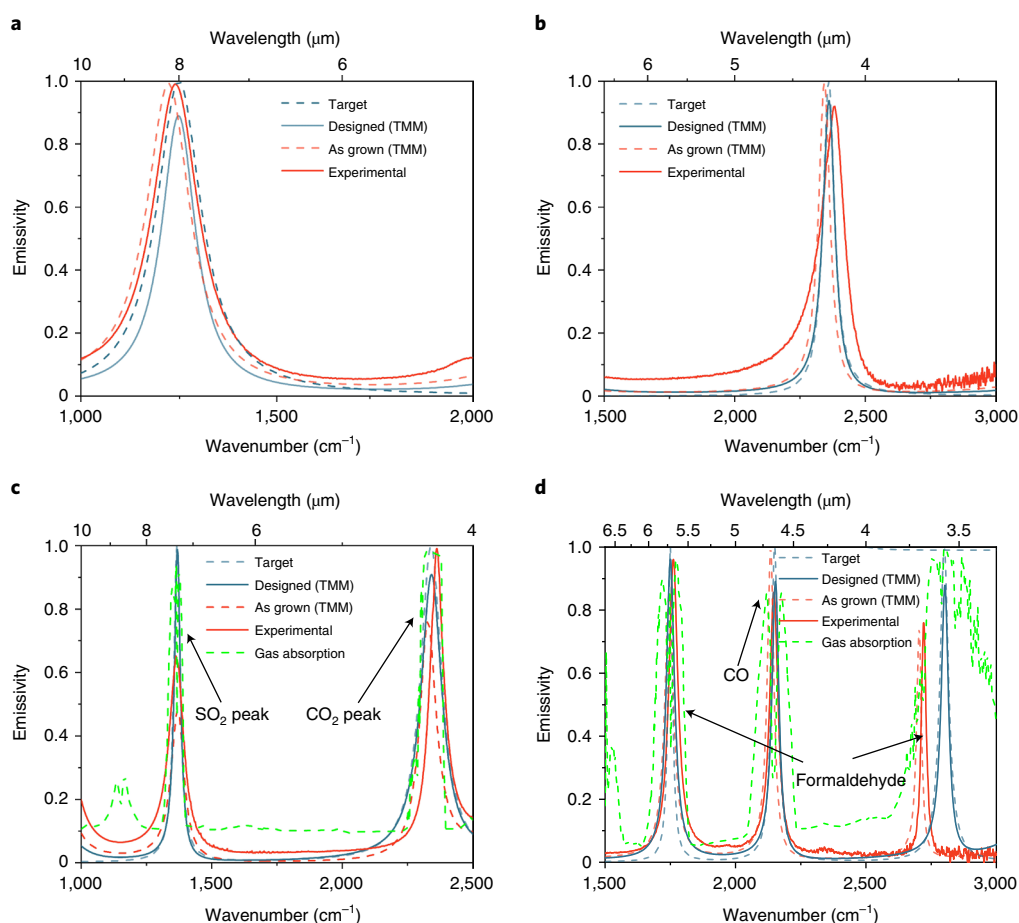 a
Wavelength (μm)
10 8 6
1.0
0.8
0.6
0.4
0.2
0
Emissivity
Target
Designed (TMM)
As grown (TMM)
Experimental
1,000 1,500 2,000
Wavenumber (cm⁻¹)
b
Wavelength (μm)
6 5 4
1.0
0.8
0.6
0.4
0.2
0
Emissivity
Target
Designed (TMM)
As grown (TMM)
Experimental
1,500 2,000 2,500 3,000
Wavenumber (cm⁻¹)
c
Wavelength (μm)
10 8 6 4
1.0
0.8
0.6
0.4
0.2
0
Emissivity
Target
Designed (TMM)
As grown (TMM)
Experimental
Gas absorption
SO₂ peak
CO₂ peak
1,000 1,500 2,000 2,500
Wavenumber (cm⁻¹)
d
Wavelength (μm)
6.5 6 5.5 5 4.5 4 3.5
1.0
0.8
0.6
0.4
0.2
0
Emissivity
Target
Designed (TMM)
As grown (TMM)
Experimental
Gas absorption
CO
Formaldehyde
1,500 2,000 2,500 3,000
Wavenumber (cm⁻¹)